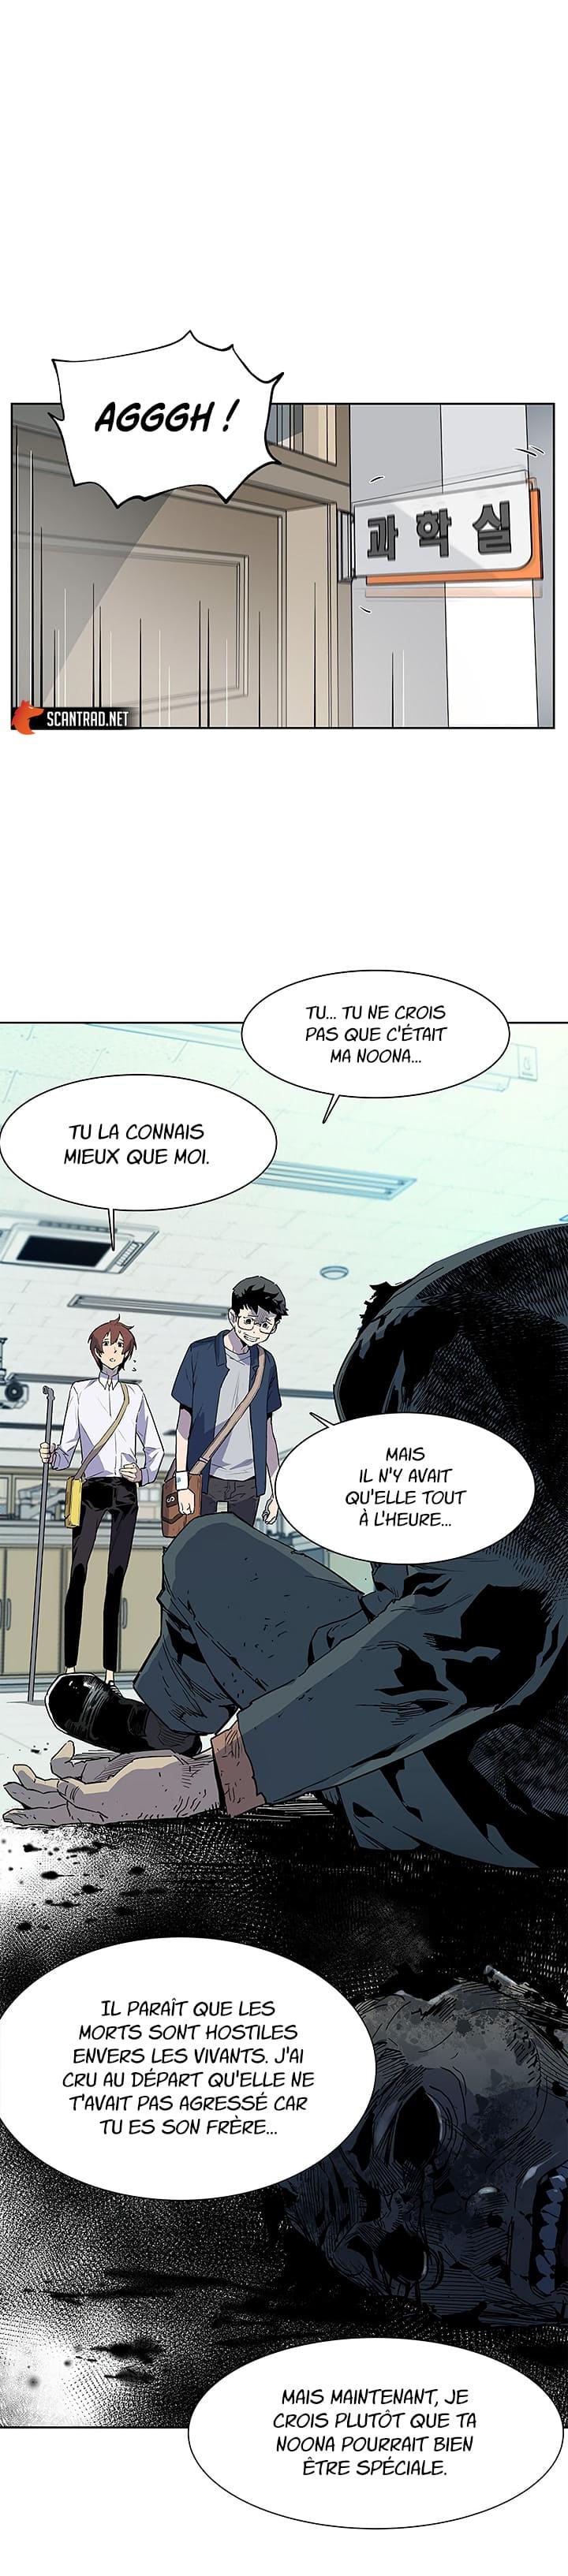 AGGGH !
과학실
SCANTRAD.NET
TU... TU NE CROIS
PAS QUE C'ÉTAIT
MA NOONA...
TU LA CONNAIS
MIEUX QUE MOI.
MAIS
IL N'Y AVAIT
QU'ELLE TOUT
À L'HEURE...
IL PARAÎT QUE LES
MORTS SONT HOSTILES
ENVERS LES VIVANTS. J'AI
CRU AU DÉPART QU'ELLE NE
T'AVAIT PAS AGRESSÉ CAR
TU ES SON FRÈRE...
MAIS MAINTENANT, JE
CROIS PLUTÔT QUE TA
NOONA POURRAIT BIEN
ÊTRE SPÉCIALE.